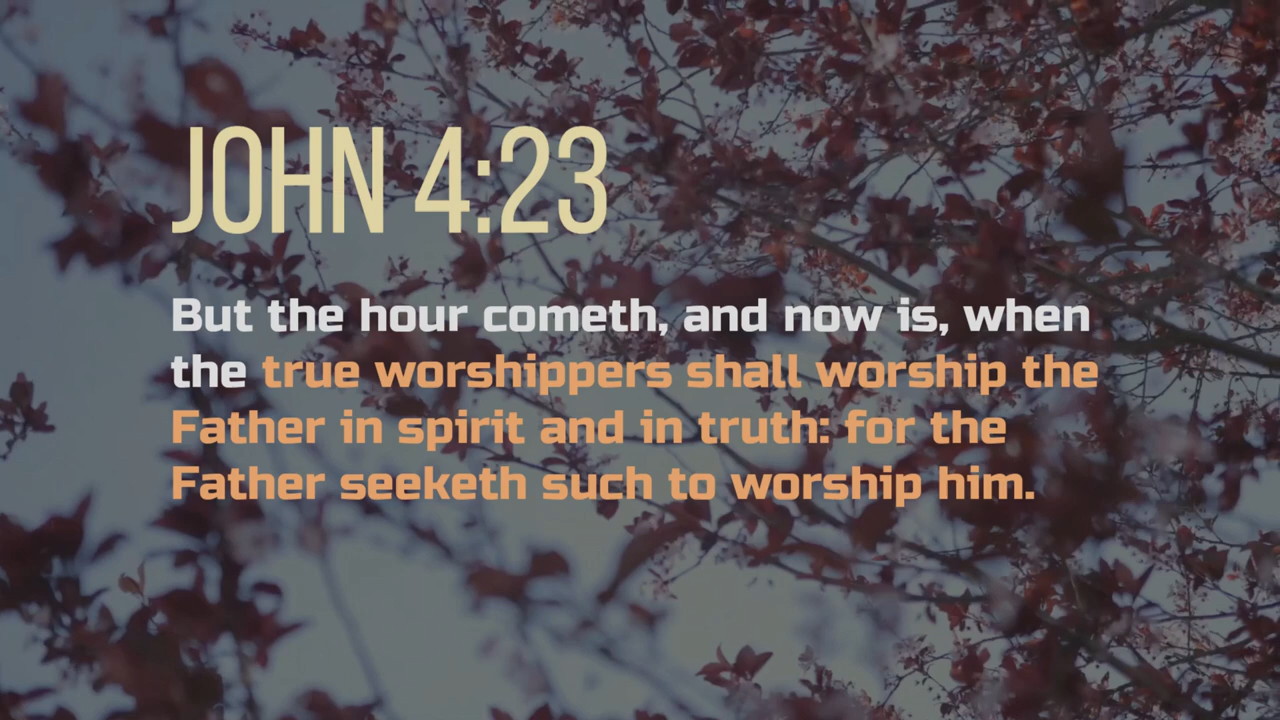 JOHN 4:23
But the hour cometh, and now is, when
the true worshippers shall worship the
Father in spirit and in truth: for the
Father seeketh such to worship him.